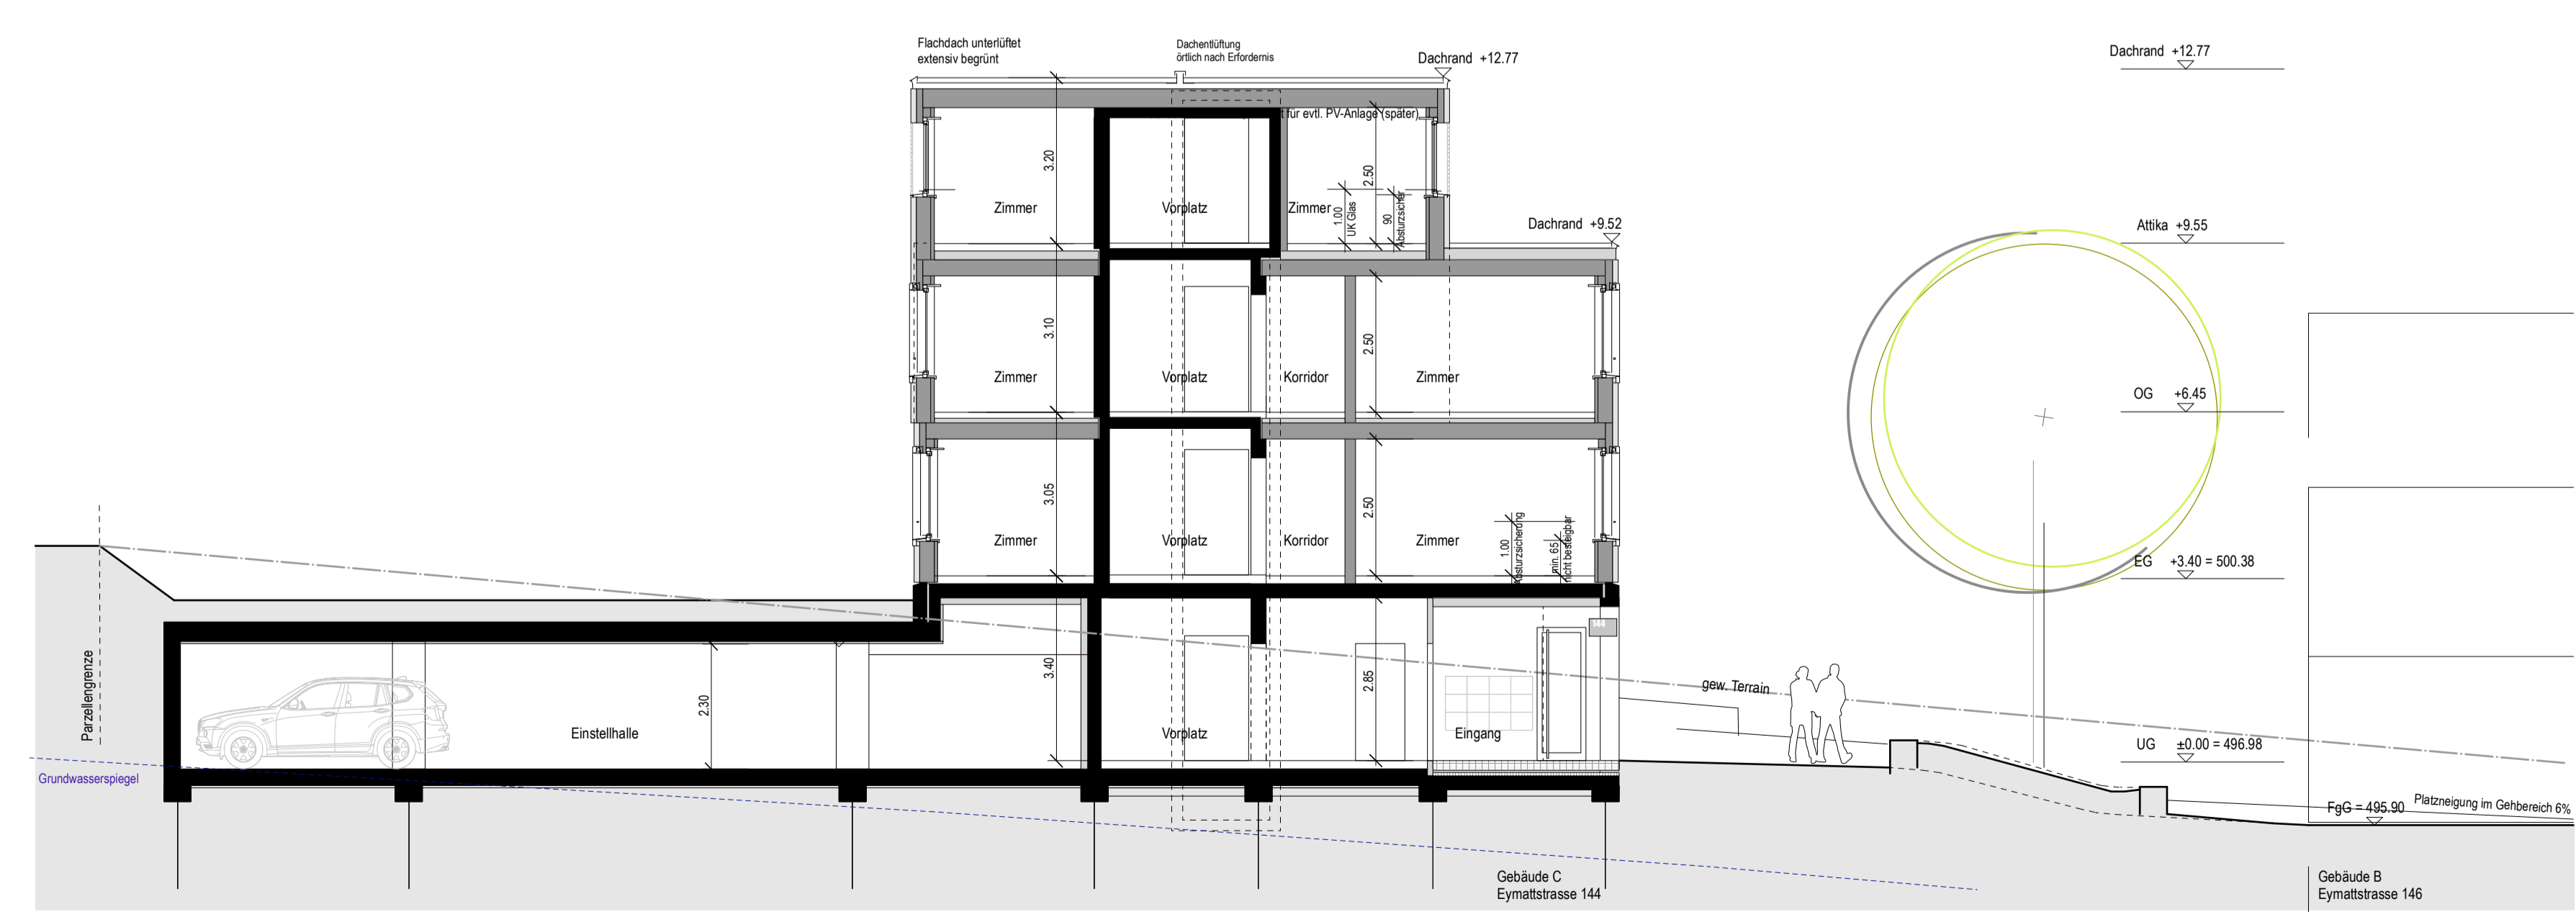 Flachdach unterlüftet
extensiv begrünt
Dachentlüftung
örtlich nach Erfordernis
Dachrand +12.77
Dachrand +12.77
für evtl. PV-Anlage (später)
3.20
2.50
Zimmer
Vorplatz
Zimmer
1.00
UK Glas
90
Absturzsicher
Dachrand +9.52
Attika +9.55
3.10
2.50
Zimmer
Vorplatz
Korridor
Zimmer
OG +6.45
3.05
2.50
Zimmer
Vorplatz
Korridor
Zimmer
1.00
Absturzsicherung
min. 65
nicht besteigbar
EG +3.40 = 500.38
144
Parzellengrenze
2.30
3.40
2.85
Einstellhalle
Vorplatz
Eingang
gew. Terrain
UG ±0.00 = 496.98
Grundwasserspiegel
FgG = 495.90
Platzneigung im Gehbereich 6%
Gebäude C
Eymattstrasse 144
Gebäude B
Eymattstrasse 146